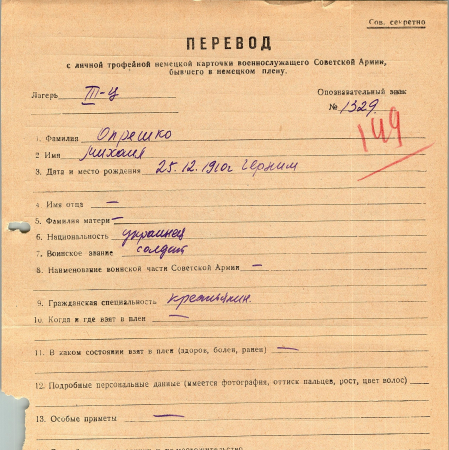 Сов. секретно
ПЕРЕВОД
с личной трофейной немецкой карточки военнослужащего Советской Армии,
бывшего в немецком плену.
Лагерь III-Ц
Опознавательный знак
№ 1329
149
1. Фамилия Опрешко
2 Имя Михаил
3. Дата и место рождения 25.12.1910г Черним
4. Имя отца —
5. Фамилия матери —
6. Национальность украинец
7. Воинское звание солдат
8. Наименование воинской части Советской Армии —
9. Гражданская специальность
10. Когда и где взят в плен —
11. В каком состоянии взят в плен (здоров, болен, ранен) —
12. Подробные персональные данные (имеется фотография, оттиск пальцев, рост, цвет волос)
13. Особые приметы —